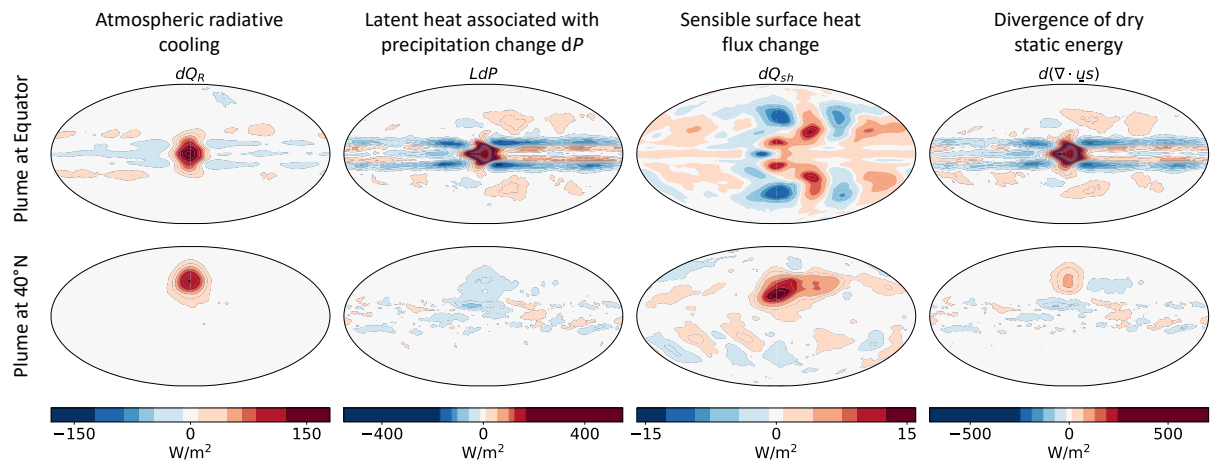 Atmospheric radiative
cooling
Latent heat associated with
precipitation change dP
Sensible surface heat
flux change
Divergence of dry
static energy
dQ_R
LdP
dQ_sh
d(∇ · u̲s)
Plume at Equator
Plume at 40°N
−150 0 150
W/m²
−400 0 400
W/m²
−15 0 15
W/m²
−500 0 500
W/m²